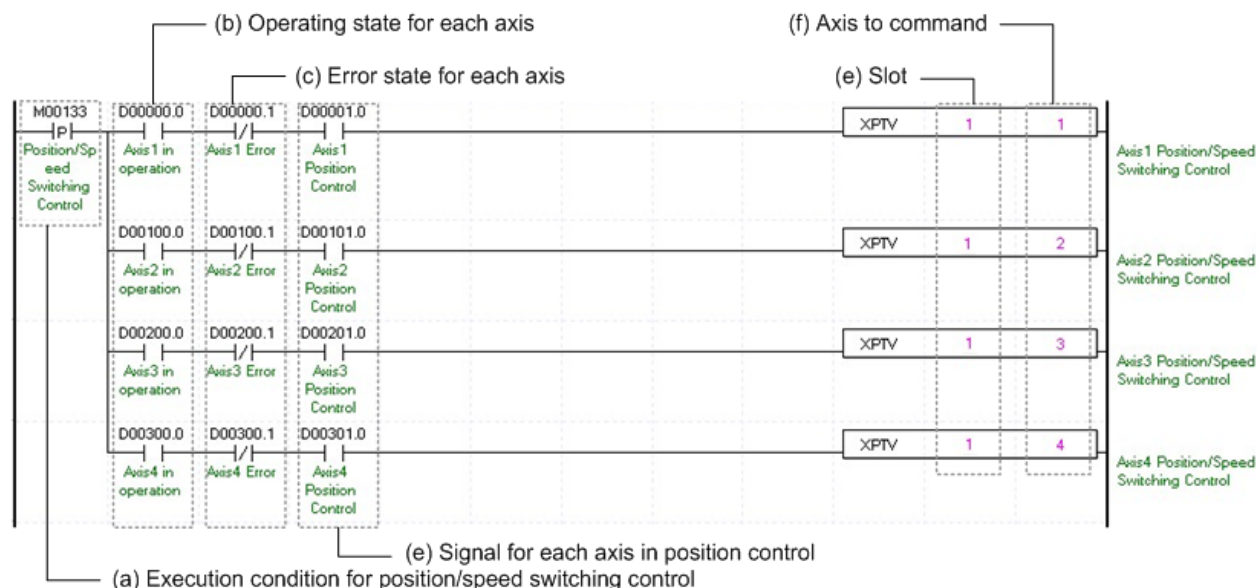 (b) Operating state for each axis
(f) Axis to command
(c) Error state for each axis
(e) Slot
M00133
D00000.0
D00000.1
D00001.0
P
XPTV
1
1
Position/Sp
eed
Switching
Control
Axis1 in
operation
Axis1 Error
Axis1
Position
Control
Axis1 Position/Speed
Switching Control
D00100.0
D00100.1
D00101.0
XPTV
1
2
Axis2 in
operation
Axis2 Error
Axis2
Position
Control
Axis2 Position/Speed
Switching Control
D00200.0
D00200.1
D00201.0
XPTV
1
3
Axis3 in
operation
Axis3 Error
Axis3
Position
Control
Axis3 Position/Speed
Switching Control
D00300.0
D00300.1
D00301.0
XPTV
1
4
Axis4 in
operation
Axis4 Error
Axis4
Position
Control
Axis4 Position/Speed
Switching Control
(e) Signal for each axis in position control
(a) Execution condition for position/speed switching control